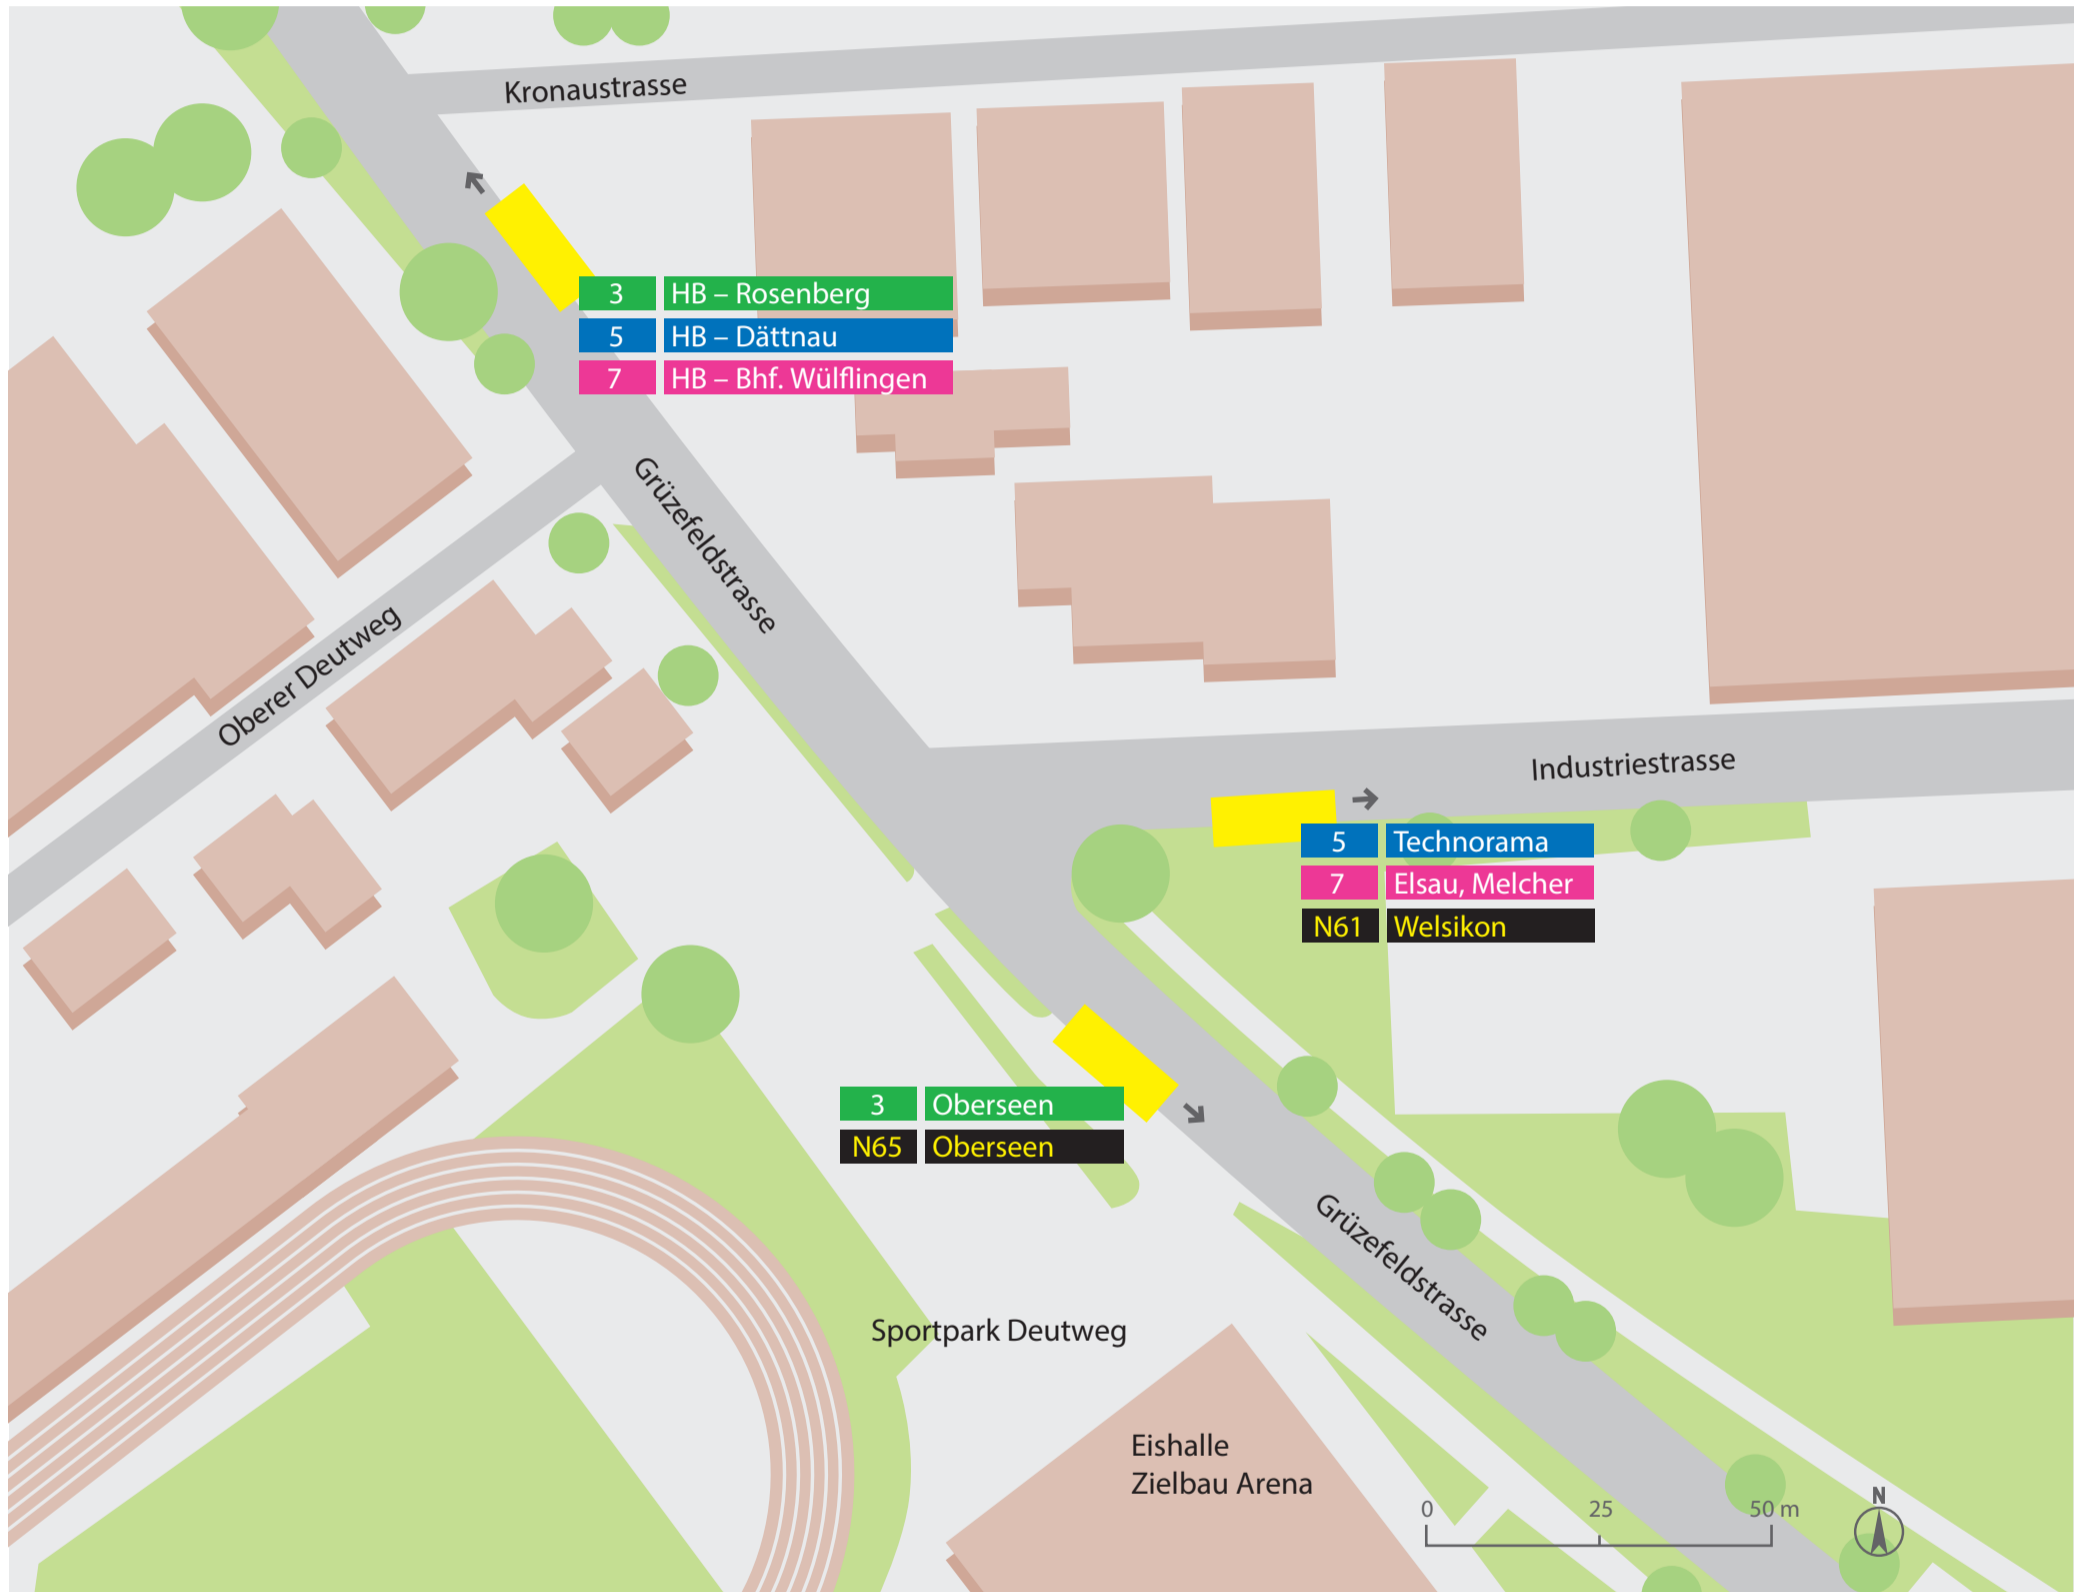 Kronaustrasse
3 HB – Rosenberg
5 HB – Dättnau
7 HB – Bhf. Wülflingen
Grüzefeldstrasse
Oberer Deutweg
Industriestrasse
5 Technorama
7 Elsau, Melcher
N61 Welsikon
3 Oberseen
N65 Oberseen
Grüzefeldstrasse
Sportpark Deutweg
Eishalle
Zielbau Arena
0 25 50 m
N